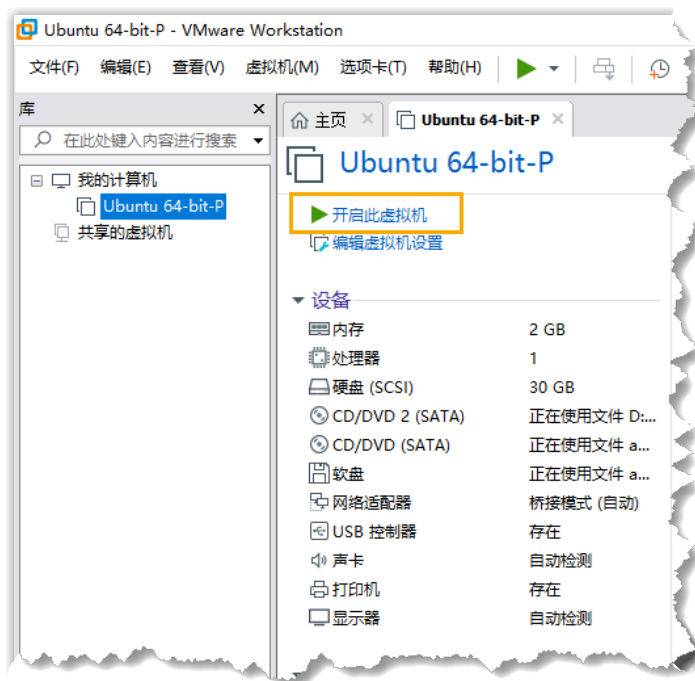 Ubuntu 64-bit-P - VMware Workstation
文件(F) 编辑(E) 查看(V) 虚拟机(M) 选项卡(T) 帮助(H)
库
在此处键入内容进行搜索
我的计算机
Ubuntu 64-bit-P
共享的虚拟机
主页 Ubuntu 64-bit-P
Ubuntu 64-bit-P
开启此虚拟机
编辑虚拟机设置
设备
内存 2 GB
处理器 1
硬盘 (SCSI) 30 GB
CD/DVD 2 (SATA) 正在使用文件 D:...
CD/DVD (SATA) 正在使用文件 a...
软盘 正在使用文件 a...
网络适配器 桥接模式 (自动)
USB 控制器 存在
声卡 自动检测
打印机 存在
显示器 自动检测